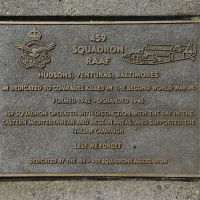 459
SQUADRON
RAAF
HUDSONS, VENTURAS, BALTIMORES
DEDICATED TO COMRADES KILLED IN THE SECOND WORLD WAR
FORMED 1942 - DISBANDED 1945
459 SQUADRON OPERATED WITH DISTINCTION WITH THE RAF IN THE
EASTERN MEDITERRANEAN AND AEGEAN AREAS, AND SUPPORTED THE
ITALIAN CAMPAIGN
LEST WE FORGET
DEDICATED BY THE 454 - 459 SQUADRONS ASSOCIATION